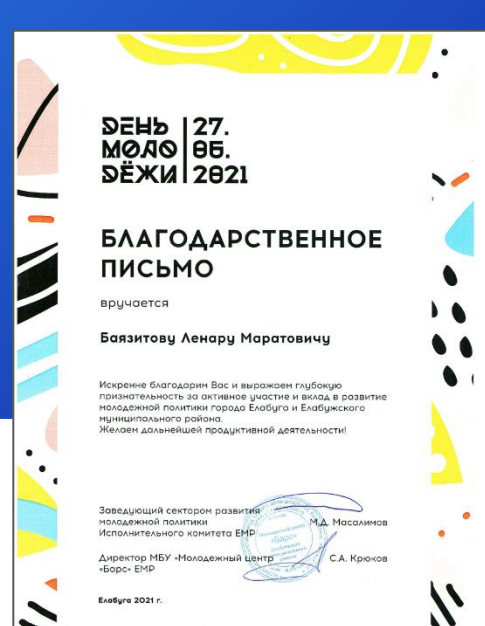 ДЕНЬ 27.
МОЛО 06.
ДЁЖИ 2021
БЛАГОДАРСТВЕННОЕ
ПИСЬМО
вручается
Баязитову Ленару Маратовичу
Искренне благодарим Вас и выражаем глубокую
признательность за активное участие и вклад в развитие
молодежной политики города Елабуга и Елабужского
муниципального района.
Желаем дальнейшей продуктивной деятельности!
Заведующий сектором развития
молодежной политики М.Д. Масалимов
Исполнительного комитета ЕМР
Директор МБУ «Молодежный центр С.А. Крюков
«Барс» ЕМР
«Барс»
Елабуга 2021 г.